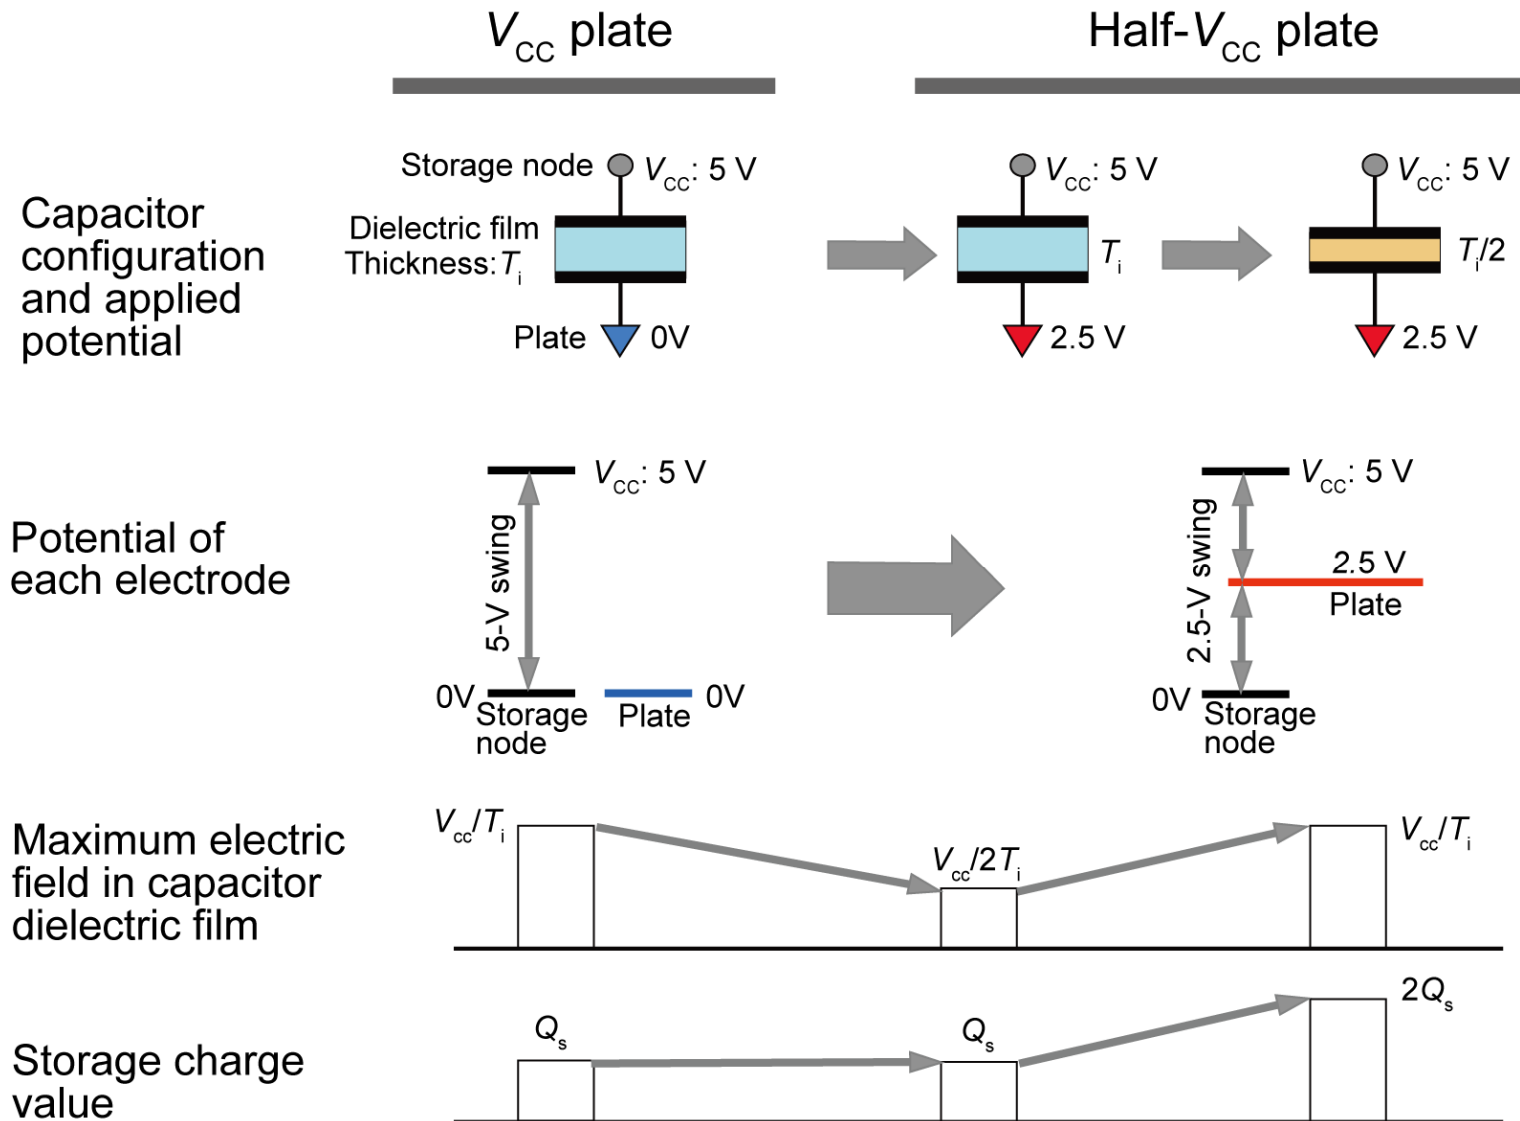 VCC plate
Half-VCC plate
Capacitor
configuration
and applied
potential
Storage node
VCC: 5 V
Dielectric film
Thickness: Ti
Plate
0V
VCC: 5 V
Ti
2.5 V
VCC: 5 V
Ti/2
2.5 V
Potential of
each electrode
VCC: 5 V
5-V swing
0V
Storage
node
Plate
0V
VCC: 5 V
2.5-V swing
2.5 V
Plate
0V
Storage
node
Maximum electric
field in capacitor
dielectric film
Vcc/Ti
Vcc/2Ti
Vcc/Ti
Storage charge
value
Qs
Qs
2Qs